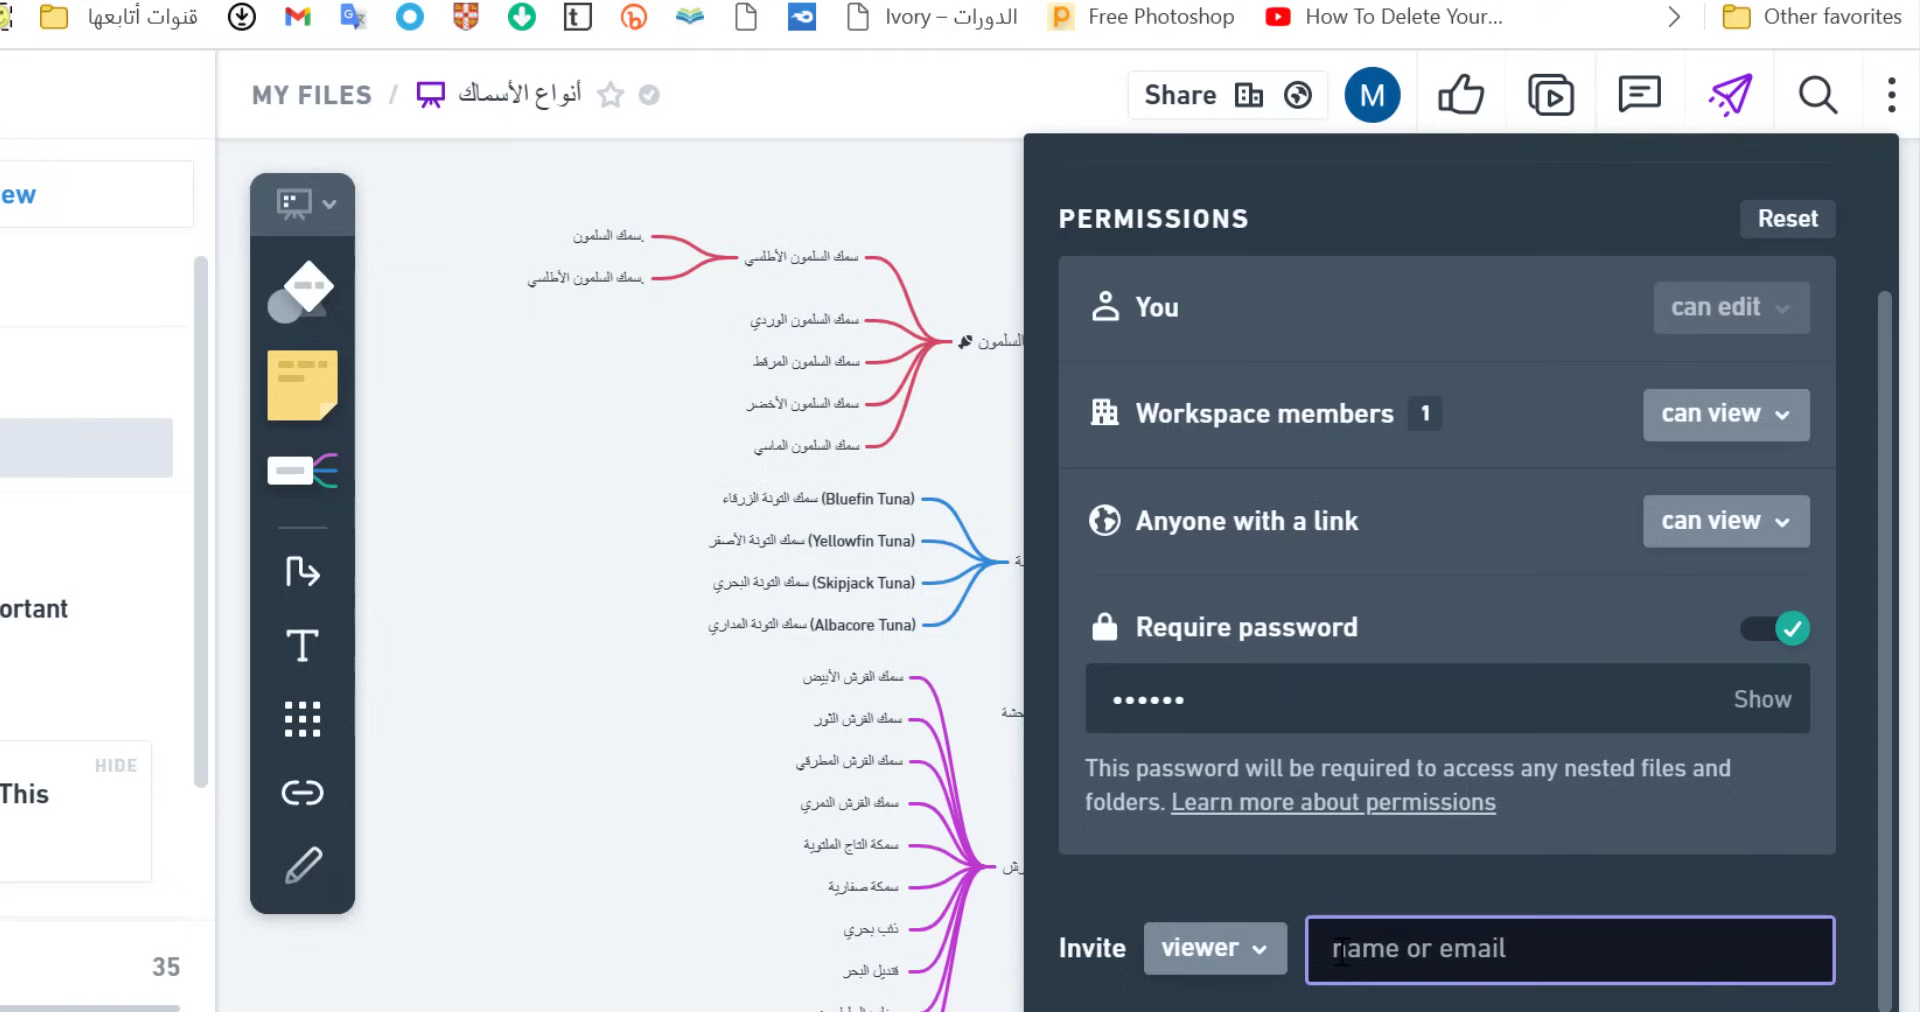 قنوات أتابعها
Ivory – الدورات
Free Photoshop
How To Delete Your...
Other favorites
MY FILES / أنواع الأسماك
Share
M
ew
ortant
HIDE
This
35
سمك السلمون.
سمك السلمون الأطلسي.
سمك السلمون الأطلسي
سمك السلمون الوردي
سمك السلمون المرقط
سمك السلمون الأخضر
سمك السلمون الماسي
السلمون
سمك التونة الزرقاء (Bluefin Tuna)
سمك التونة الأصفر (Yellowfin Tuna)
سمك التونة البحري (Skipjack Tuna)
سمك التونة المداري (Albacore Tuna)
سمك القرش الأبيض
سمك القرش الثور
سمك القرش المطرقي
سمك القرش النمري
سمكة التاج الملتوية
سمكة صفارية
ذئب بحري
قنديل البحر
PERMISSIONS
Reset
You
can edit
Workspace members 1
can view
Anyone with a link
can view
Require password
••••••
Show
This password will be required to access any nested files and
folders. Learn more about permissions
Invite
viewer
name or email